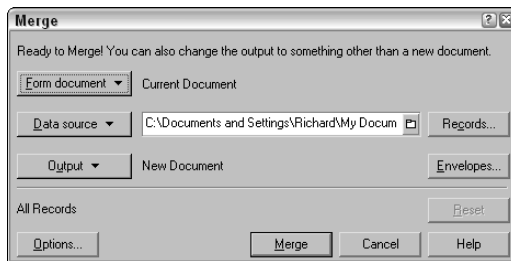 Merge
Ready to Merge! You can also change the output to something other than a new document.
Form document Current Document
Data source C:\Documents and Settings\Richard\My Docum Records...
Output New Document Envelopes...
All Records Reset
Options... Merge Cancel Help